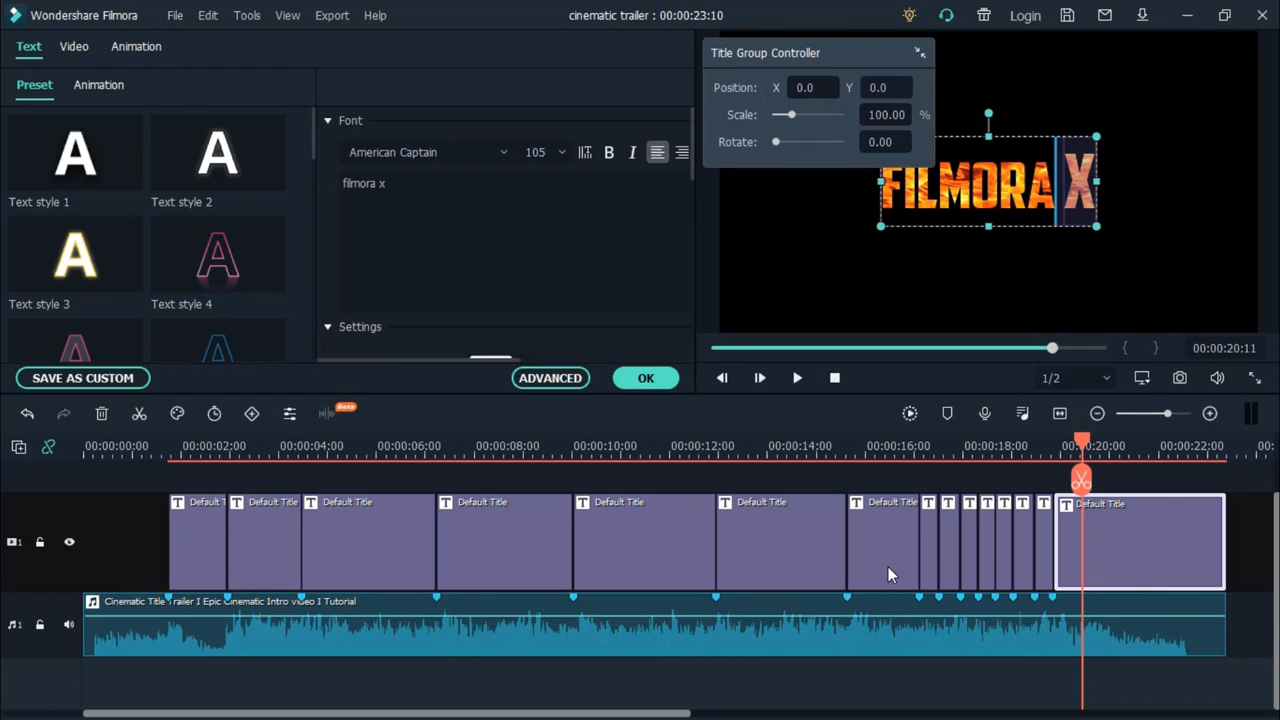 Wondershare Filmora File Edit Tools View Export Help cinematic trailer : 00:00:23:10 Login
Text Video Animation
Preset Animation
A A
Text style 1 Text style 2
A A
Text style 3 Text style 4
A A
Font
American Captain 105 B I
filmora x
Settings
SAVE AS CUSTOM ADVANCED OK
Title Group Controller
Position: X 0.0 Y 0.0
Scale: 100.00 %
Rotate: 0.00
FILMORA X
{ } 00:00:20:11
1/2
Beta
00:00:00:00 00:00:02:00 00:00:04:00 00:00:06:00 00:00:08:00 00:00:10:00 00:00:12:00 00:00:14:00 00:00:16:00 00:00:18:00 00:00:20:00 00:00:22:00 00:0
T Default T T Default Title T Default Title T Default Title T Default Title T Default Title T Default Title T T T T T T T T Default Title
1
Cinematic Title Trailer I Epic Cinematic Intro video I Tutorial
1